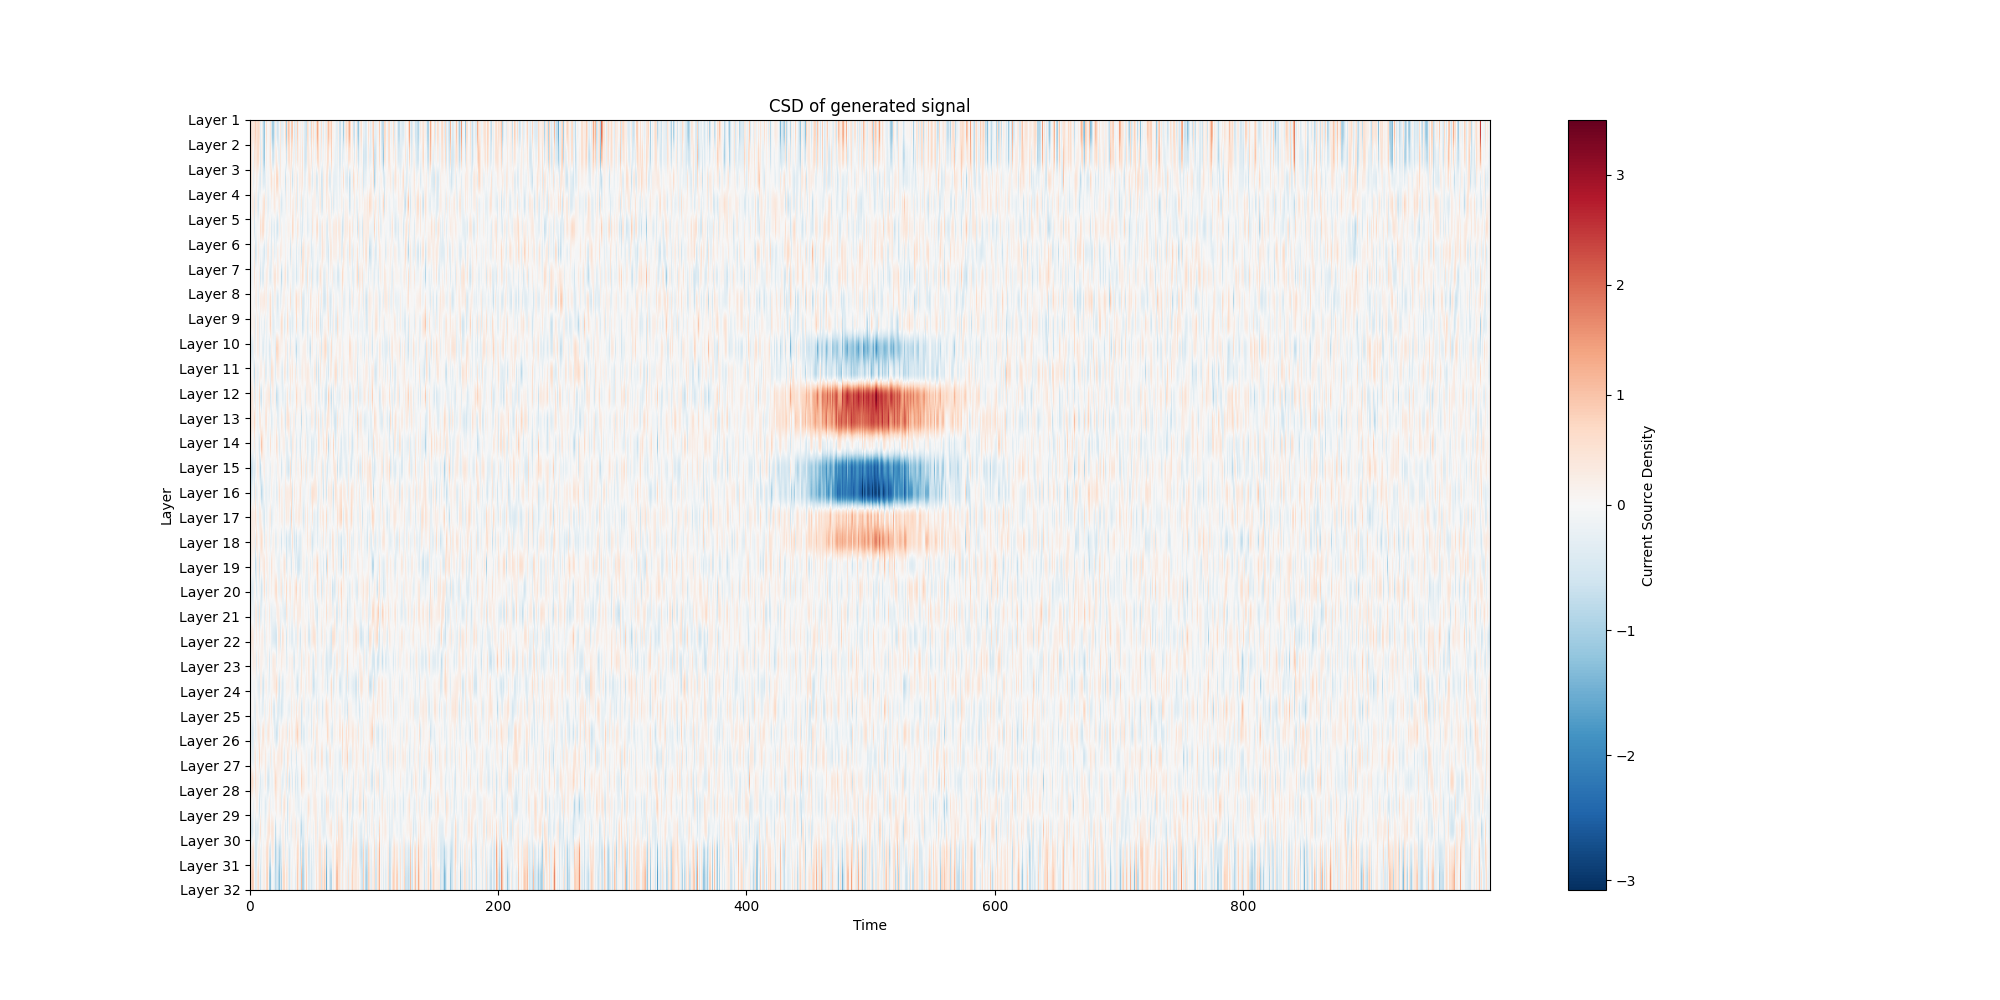 CSD of generated signal
Layer 1
Layer 2
Layer 3
Layer 4
Layer 5
Layer 6
Layer 7
Layer 8
Layer 9
Layer 10
Layer 11
Layer 12
Layer 13
Layer 14
Layer 15
Layer 16
Layer 17
Layer 18
Layer 19
Layer 20
Layer 21
Layer 22
Layer 23
Layer 24
Layer 25
Layer 26
Layer 27
Layer 28
Layer 29
Layer 30
Layer 31
Layer 32
Layer
0 200 400 600 800
Time
3
2
1
0
−1
−2
−3
Current Source Density